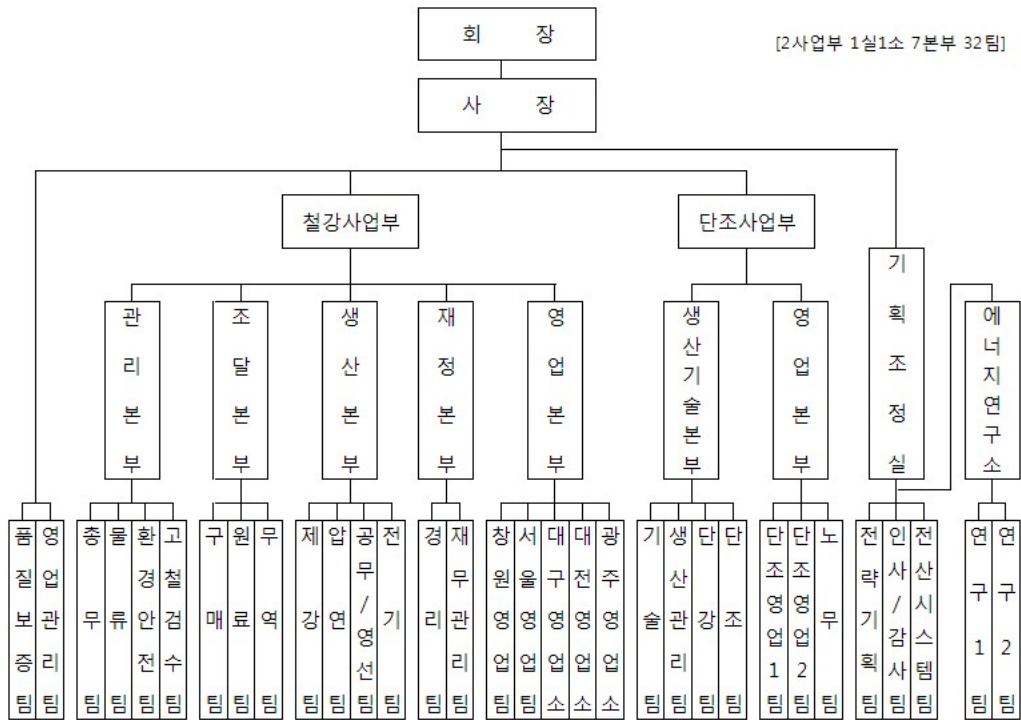 회 장
[2사업부 1실1소 7본부 32팀]
사 장
철강사업부
단조사업부
기획조정실
관리본부
조달본부
생산본부
재정본부
영업본부
생산기술본부
영업본부
에너지연구소
품질보증팀
영업관리팀
총무팀
물류팀
환경안전팀
고철검수팀
구매팀
원료팀
무역팀
제강팀
압연팀
공무/영선팀
전기팀
경리팀
재무관리팀
창원영업팀
서울영업팀
대구영업소
대전영업소
광주영업소
기술팀
생산관리팀
단강팀
단조팀
단조영업1팀
단조영업2팀
노무팀
전략기획팀
인사/감사팀
전산시스템팀
연구1팀
연구2팀